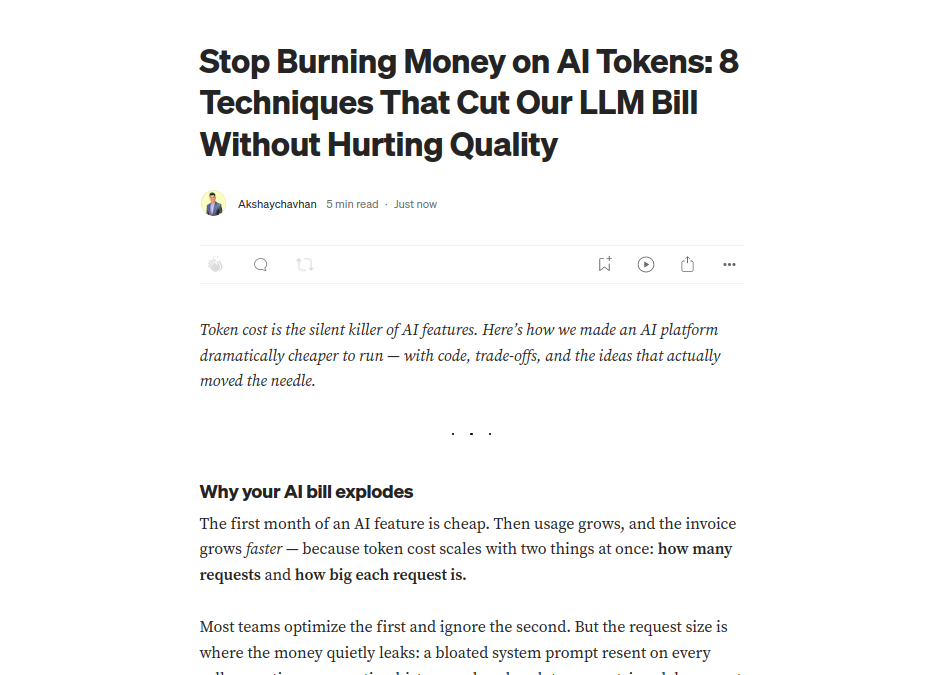 Stop Burning Money on AI Tokens: 8
Techniques That Cut Our LLM Bill
Without Hurting Quality
Akshaychavhan 5 min read · Just now
Token cost is the silent killer of AI features. Here’s how we made an AI platform
dramatically cheaper to run — with code, trade-offs, and the ideas that actually
moved the needle.
Why your AI bill explodes
The first month of an AI feature is cheap. Then usage grows, and the invoice
grows faster — because token cost scales with two things at once: how many
requests and how big each request is.
Most teams optimize the first and ignore the second. But the request size is
where the money quietly leaks: a bloated system prompt resent on every